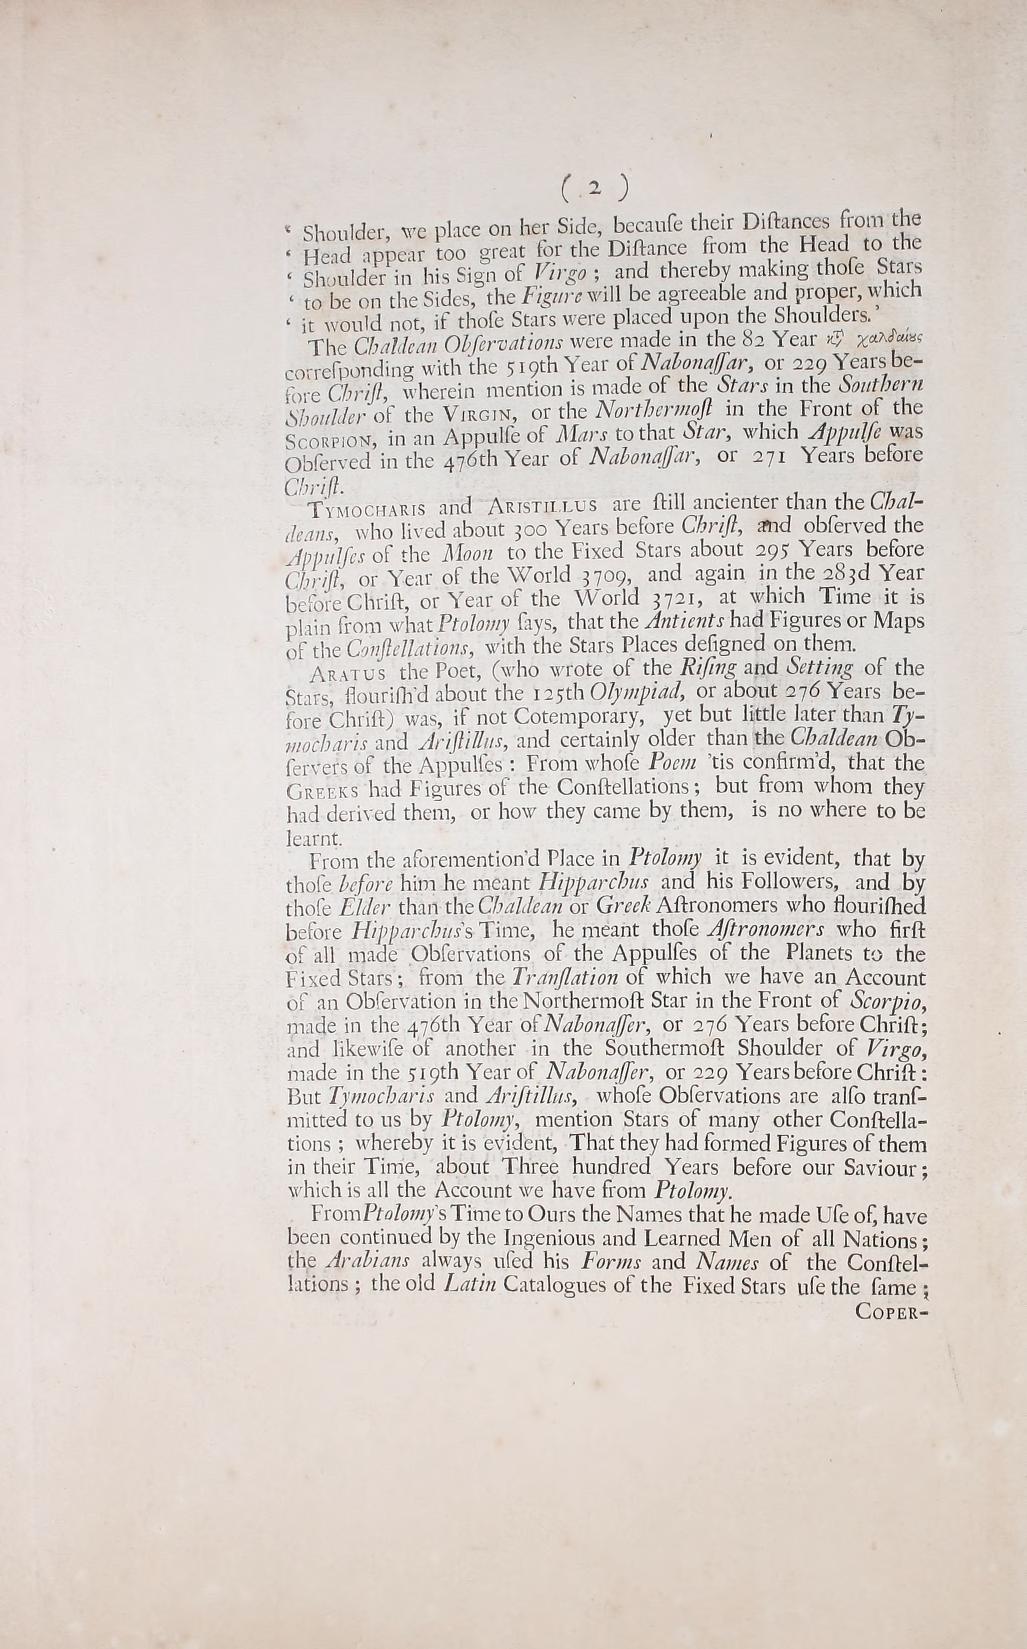 ( 2 )
‘ Shoulder, we place on her Side, becauſe their Diſtances from the
‘ Head appear too great for the Diſtance from the Head to the
‘ Shoulder in his Sign of Virgo ; and thereby making thoſe Stars
‘ to be on the Sides, the Figure will be agreeable and proper, which
‘ it would not, if thoſe Stars were placed upon the Shoulders. ’
The Chaldean Obſervations were made in the 82 Year χαλδαίους
correſponding with the 519th Year of Nabonaſſar, or 229 Years be-
fore Chriſt, wherein mention is made of the Stars in the Southern
Shoulder of the VIRGIN, or the Northermoſt in the Front of the
SCORPION, in an Appulſe of Mars to that Star, which Appulſe was
Obſerved in the 476th Year of Nabonaſſar, or 271 Years before
Chriſt.
TYMOCHARIS and ARISTILLUS are ſtill ancienter than the Chal-
deans, who lived about 300 Years before Chriſt, and obſerved the
Appulſes of the Moon to the Fixed Stars about 295 Years before
Chriſt, or Year of the World 3709, and again in the 283d Year
before Chriſt, or Year of the World 3721, at which Time it is
plain from what Ptolomy ſays, that the Antients had Figures or Maps
of the Conſtellations, with the Stars Places deſigned on them.
ARATUS the Poet, (who wrote of the Riſing and Setting of the
Stars, flouriſh'd about the 125th Olympiad, or about 276 Years be-
fore Chriſt) was, if not Cotemporary, yet but little later than Ty-
mocharis and Ariſtillus, and certainly older than the Chaldean Ob-
ſervers of the Appulſes : From whoſe Poem 'tis confirm'd, that the
GREEKS had Figures of the Conſtellations ; but from whom they
had derived them, or how they came by them, is no where to be
learnt.
From the aforemention'd Place in Ptolomy it is evident, that by
thoſe before him he meant Hipparchus and his Followers, and by
thoſe Elder than the Chaldean or Greek Aſtronomers who flouriſhed
before Hipparchus's Time, he meant thoſe Aſtronomers who firſt
of all made Obſervations of the Appulſes of the Planets to the
Fixed Stars ; from the Tranſlation of which we have an Account
of an Obſervation in the Northermoſt Star in the Front of Scorpio,
made in the 476th Year of Nabonaſſer, or 276 Years before Chriſt ;
and likewiſe of another in the Southermoſt Shoulder of Virgo,
made in the 519th Year of Nabonaſſer, or 229 Years before Chriſt :
But Tymocharis and Ariſtillus, whoſe Obſervations are alſo tranſ-
mitted to us by Ptolomy, mention Stars of many other Conſtella-
tions ; whereby it is evident, That they had formed Figures of them
in their Time, about Three hundred Years before our Saviour ;
which is all the Account we have from Ptolomy.
From Ptolomy's Time to Ours the Names that he made Uſe of, have
been continued by the Ingenious and Learned Men of all Nations ;
the Arabians always uſed his Forms and Names of the Conſtel-
lations ; the old Latin Catalogues of the Fixed Stars uſe the ſame ;
COPER-